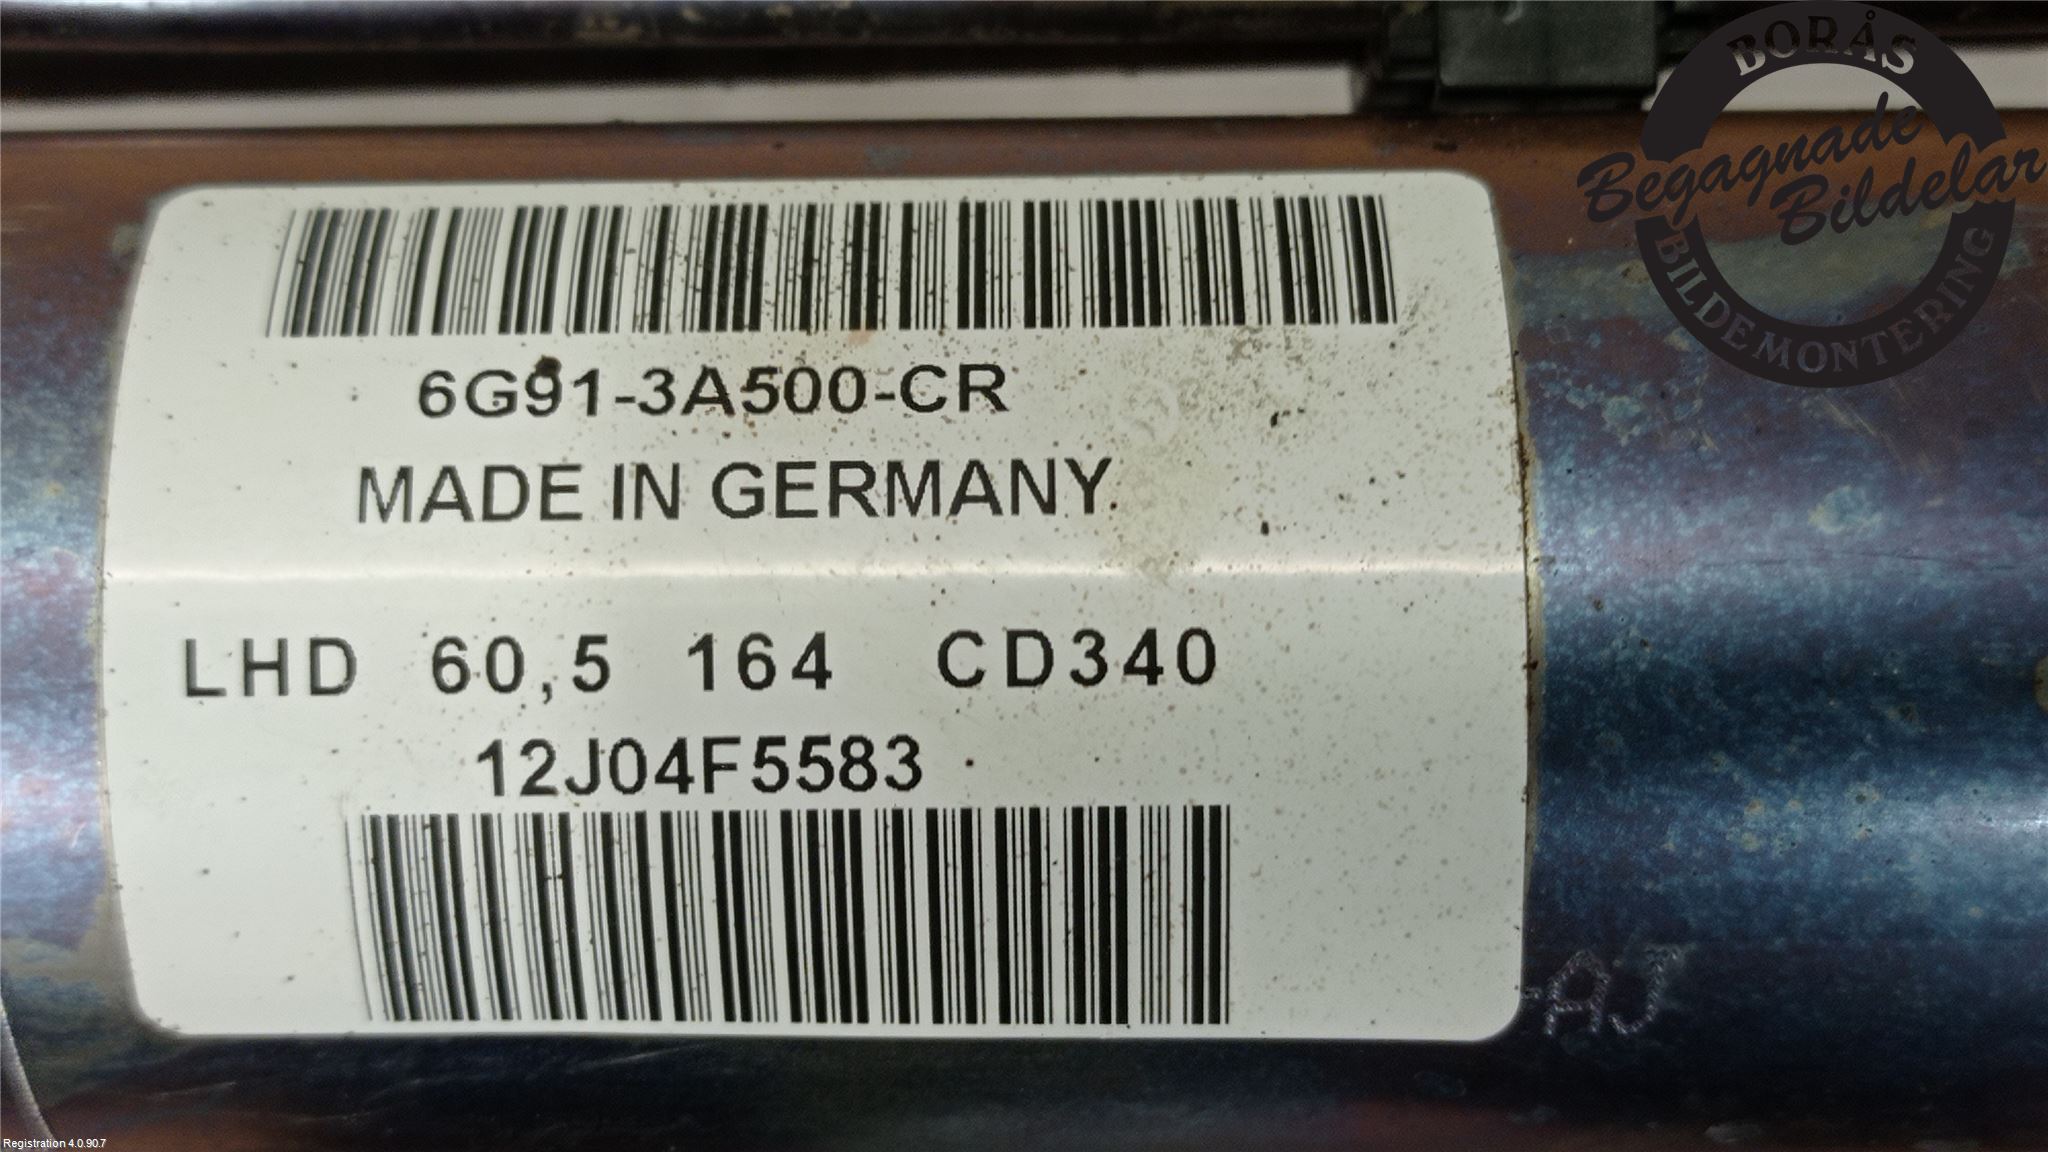 BORÅS
Begagnade
Bildelar
BILDEMONTERING
6G91-3A500-CR
MADE IN GERMANY
LHD 60,5 164 CD340
12J04F5583
AJ
Registration 4.0.90.7